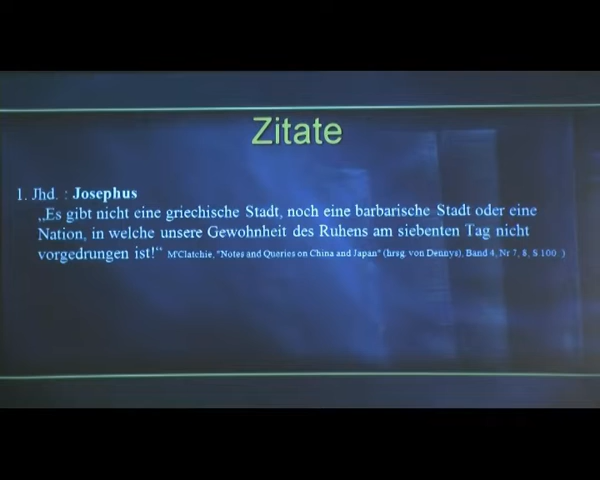 Zitate
1. Jhd. : Josephus
„Es gibt nicht eine griechische Stadt, noch eine barbarische Stadt oder eine
Nation, in welche unsere Gewohnheit des Ruhens am siebenten Tag nicht
vorgedrungen ist!“ M'Clatchie, "Notes and Queries on China and Japan" (hrsg. von Dennys), Band 4, Nr 7, 8, S 100 )